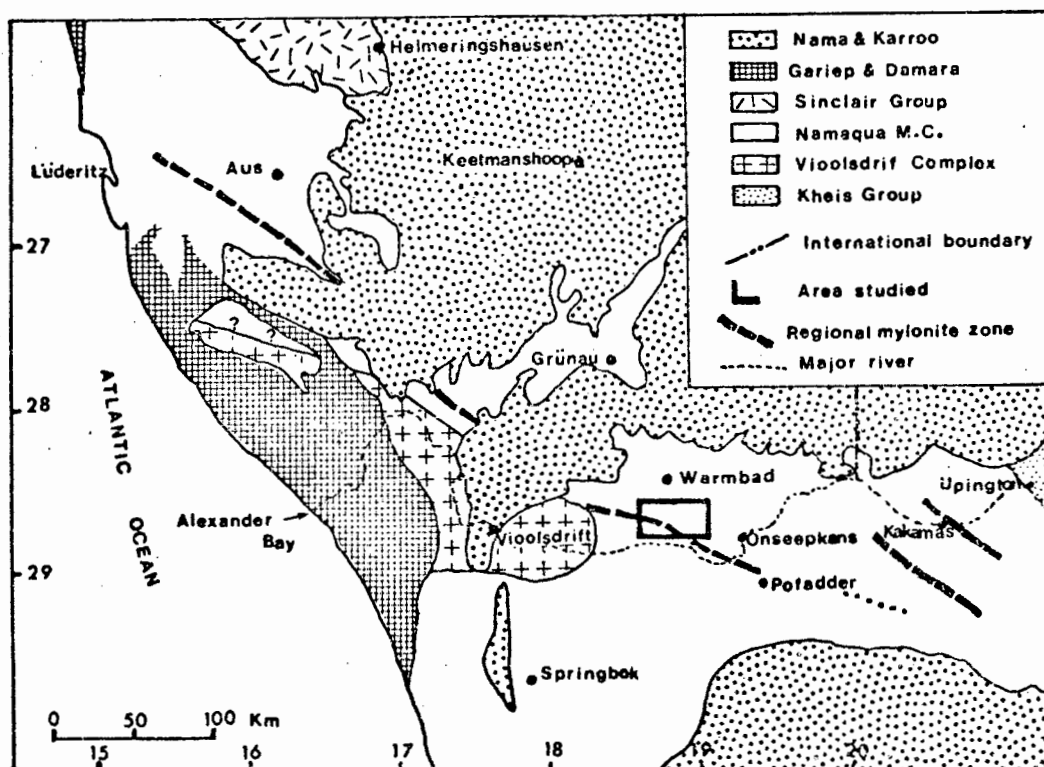 Helmeringshausen
Nama & Karroo
Gariep & Damara
Sinclair Group
Namaqua M.C.
Vioolsdrif Complex
Kheis Group
International boundary
Area studied
Regional mylonite zone
Major river
Keetmanshoop
Lüderitz
Aus
27
?
?
Grünau
28
ATLANTIC
OCEAN
Warmbad
Üpington
Alexander
Bay
Vioolsdrift
Onseepkans
Kakamas
29
Pofadder
Springbok
0 50 100 Km
15 16 17 18 19 20